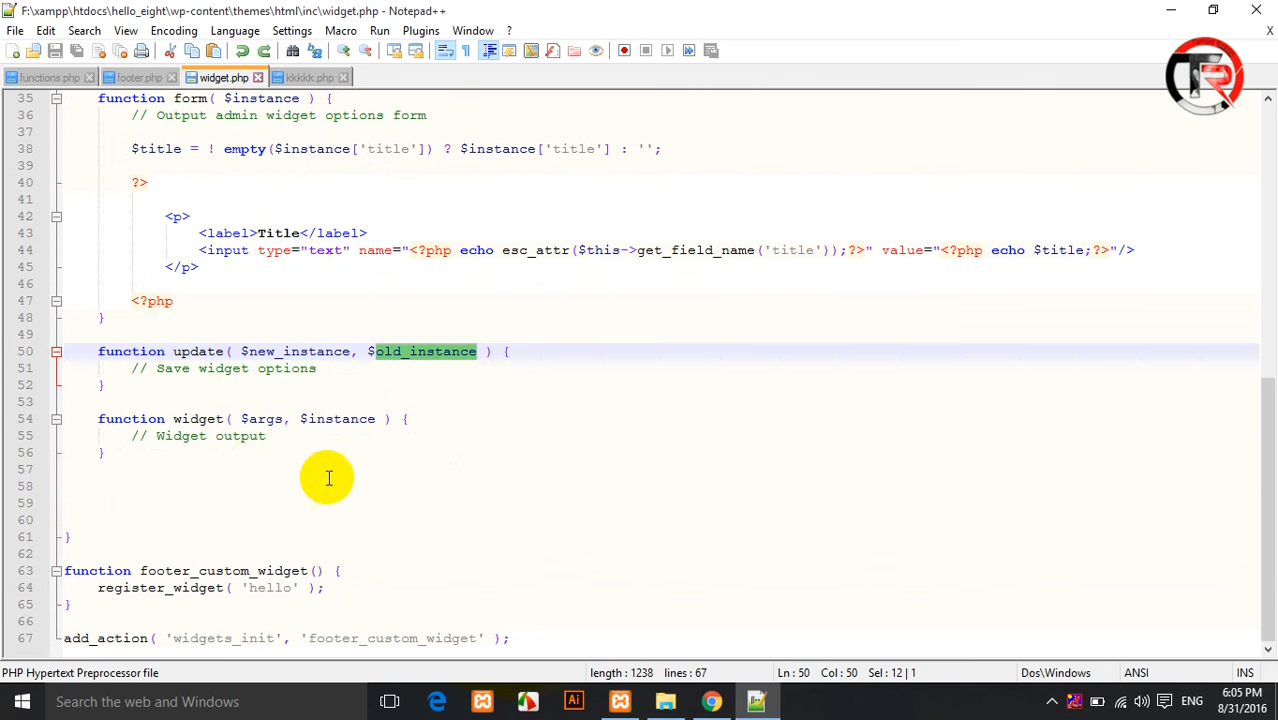 F:\xampp\htdocs\hello_eight\wp-content\themes\html\inc\widget.php - Notepad++
File Edit Search View Encoding Language Settings Macro Run Plugins Window ? X
functions.php footer.php widget.php kkkkk.php
35 function form( $instance ) {
36 // Output admin widget options form
37
38 $title = ! empty($instance['title']) ? $instance['title'] : '';
39
40 ?>
41
42 <p>
43 <label>Title</label>
44 <input type="text" name="<?php echo esc_attr($this->get_field_name('title'));?>" value="<?php echo $title;?>"/>
45 </p>
46
47 <?php
48 }
49
50 function update( $new_instance, $old_instance ) {
51 // Save widget options
52 }
53
54 function widget( $args, $instance ) {
55 // Widget output
56 }
57
58
59
60
61 }
62
63 function footer_custom_widget() {
64 register_widget( 'hello' );
65 }
66
67 add_action( 'widgets_init', 'footer_custom_widget' );
PHP Hypertext Preprocessor file length : 1238 lines : 67 Ln : 50 Col : 50 Sel : 12 | 1 Dos\Windows ANSI INS
Search the web and Windows ENG 6:05 PM
8/31/2016